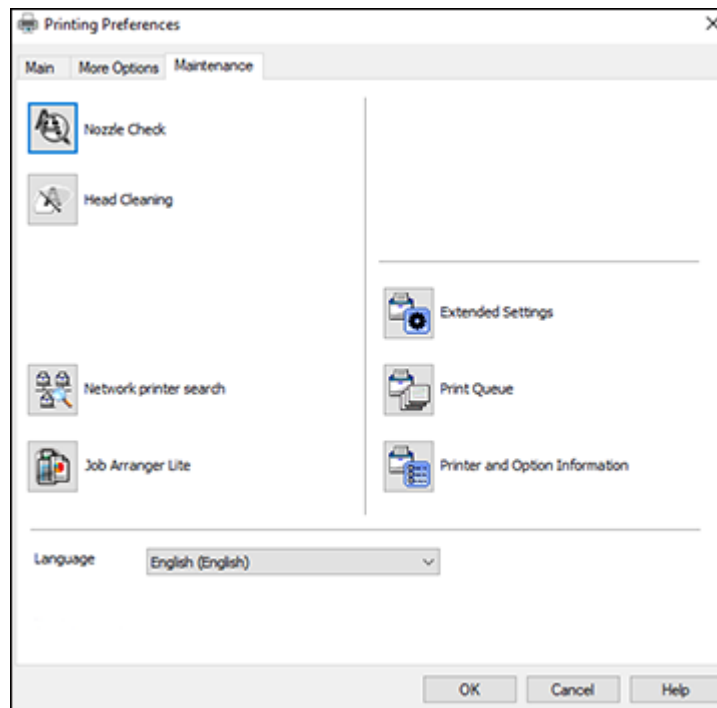 Printing Preferences
Main
More Options
Maintenance
Nozzle Check
Head Cleaning
Extended Settings
Network printer search
Print Queue
Job Arranger Lite
Printer and Option Information
Language
English (English)
OK
Cancel
Help